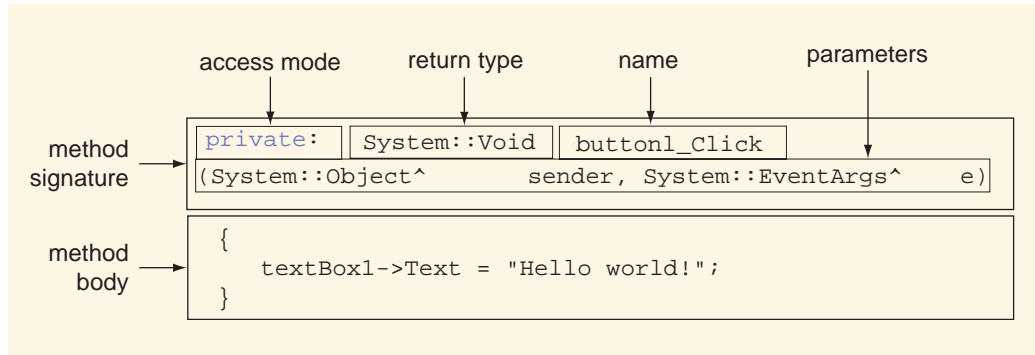 access mode return type name parameters
method signature
private: System::Void button1_Click
(System::Object^ sender, System::EventArgs^ e)
method body
{
textBox1->Text = "Hello world!";
}